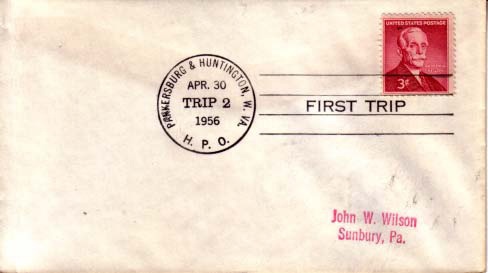 UNITED STATES POSTAGE
3¢
PARKERSBURG & HUNTINGTON, W. VA.
APR. 30
TRIP 2
1956
H. P. O.
FIRST TRIP
John W. Wilson
Sunbury, Pa.